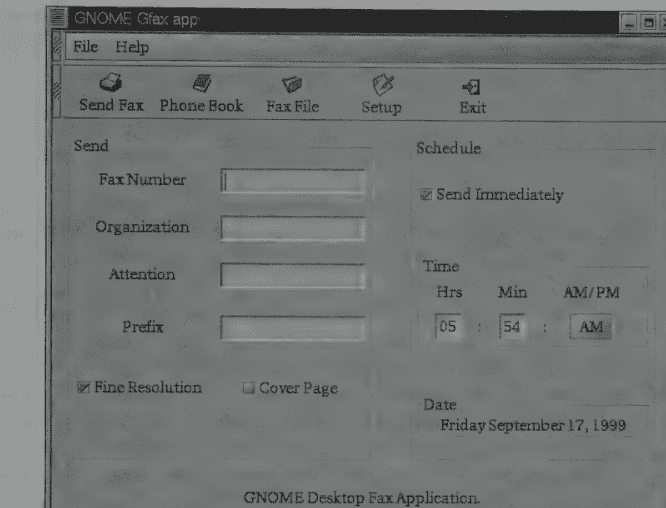 GNOME Gfax app
File Help
Send Fax Phone Book Fax File Setup Exit
Send
Fax Number
Organization
Attention
Prefix
Fine Resolution Cover Page
Schedule
Send Immediately
Time
Hrs Min AM/PM
05 : 54 : AM
Date
Friday September 17, 1999
GNOME Desktop Fax Application.